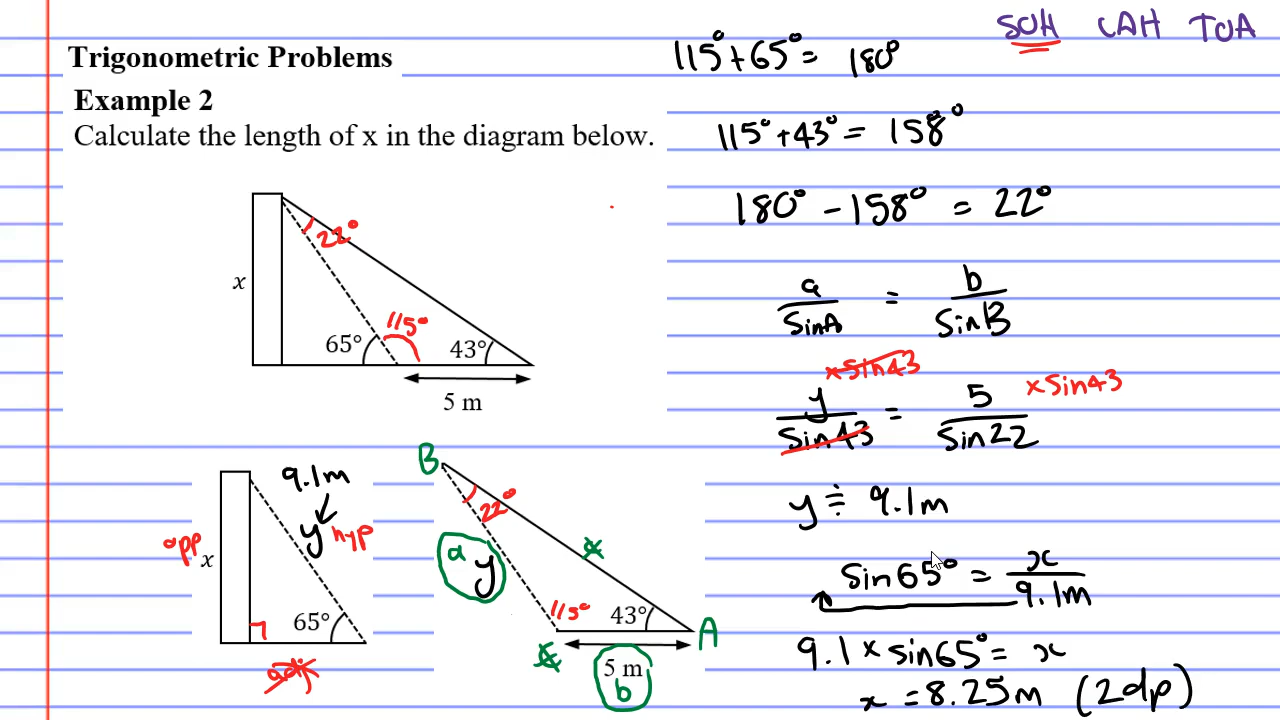 SOH CAH TOA
Trigonometric Problems
Example 2
Calculate the length of x in the diagram below.
22°
x
65°
115°
43°
5 m
9.1m
y
hyp
opp
x
65°
adj
B
22°
a
y
¢
115°
43°
A
¢
5 m
b
115° + 65° = 180°
115° + 43° = 158°
180° - 158° = 22°
a/SinA = b/SinB
×Sin43 ×Sin43
y/Sin43 = 5/Sin22
y ≑ 9.1m
Sin65° = x/9.1m
9.1 × sin65° = x
x = 8.25m (2dp)